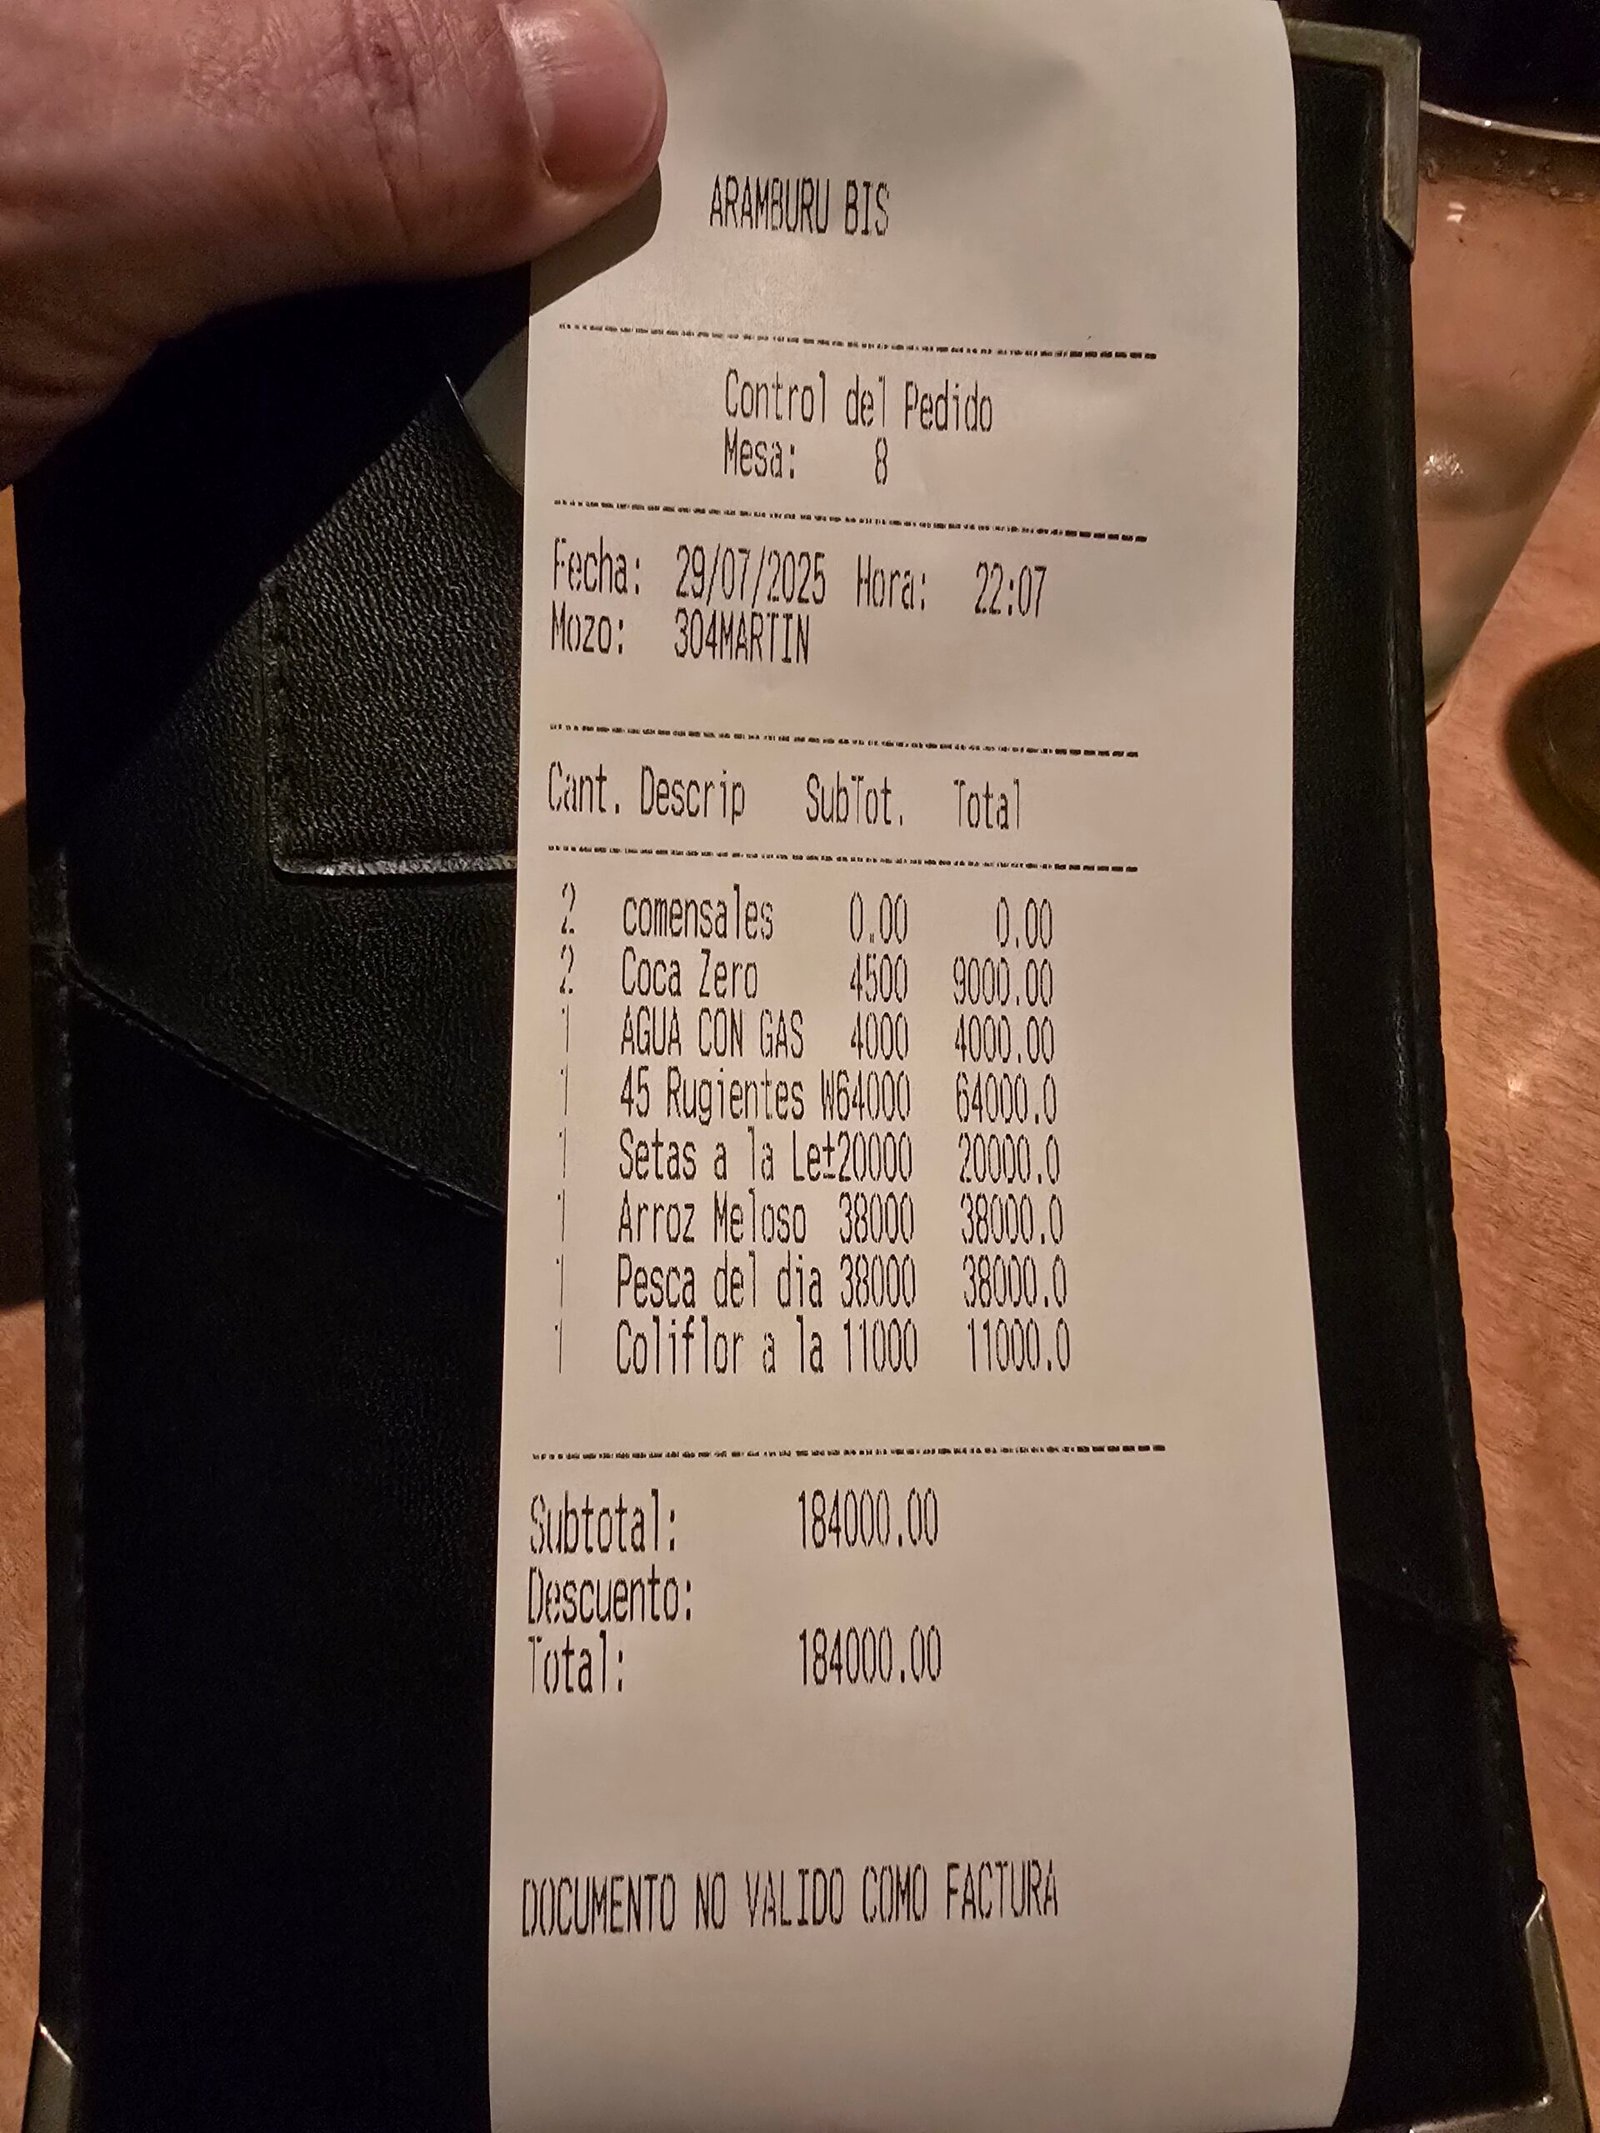 ARAMBURU BIS
Control del Pedido
Mesa: 8
Fecha: 29/07/2025 Hora: 22:07
Mozo: 304MARTIN
Cant. Descrip SubTot. Total
2 comensales 0.00 0.00
2 Coca Zero 4500 9000.00
1 AGUA CON GAS 4000 4000.00
1 45 Rugientes W64000 64000.0
1 Setas a la Le±20000 20000.0
1 Arroz Meloso 38000 38000.0
1 Pesca del dia 38000 38000.0
1 Coliflor a la 11000 11000.0
Subtotal: 184000.00
Descuento:
Total: 184000.00
DOCUMENTO NO VALIDO COMO FACTURA